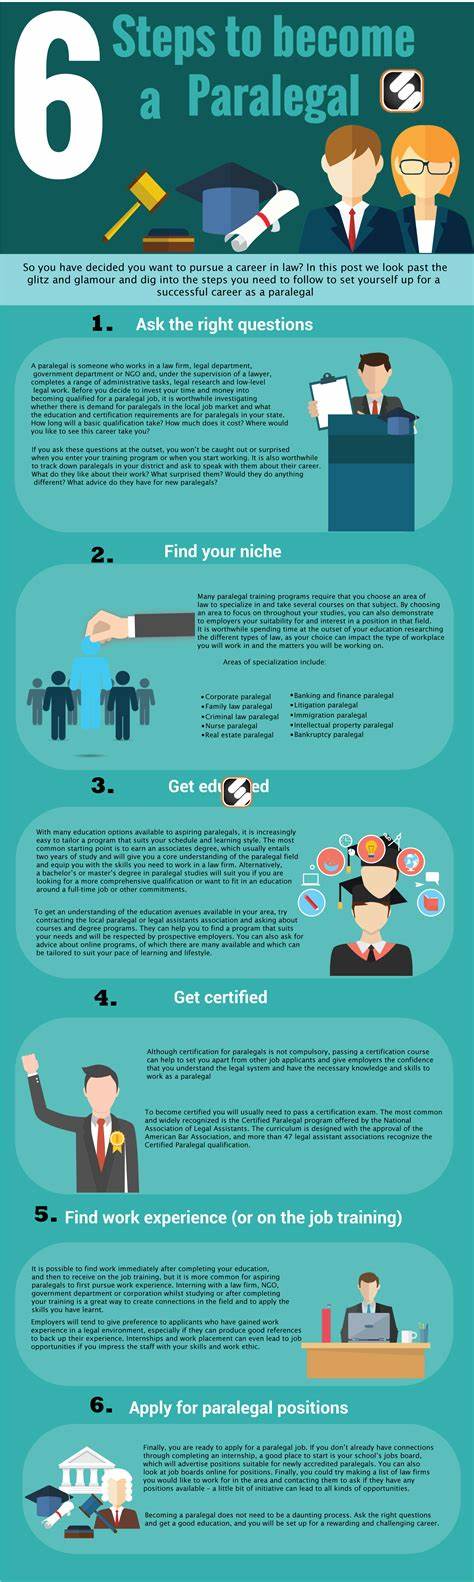 6
Steps to become
a Paralegal
So you have decided you want to pursue a career in law? In this post we look past the
glitz and glamour and dig into the steps you need to follow to set yourself up for a
successful career as a paralegal
1. Ask the right questions
A paralegal is someone who works in a law firm, legal department,
government department or NGO and, under the supervision of a lawyer,
completes a range of administrative tasks, legal research and low-level
legal work. Before you decide to invest your time and money into
becoming qualified for a paralegal job, it is worthwhile investigating
whether there is demand for paralegals in the local job market and what
the education and certification requirements are for paralegals in your state.
How long will a basic qualification take? How much does it cost? Where would
you like to see this career take you?
If you ask these questions at the outset, you won't be caught out or surprised
when you enter your training program or when you start working. It is also worthwhile
to track down paralegals in your district and ask to speak with them about their career.
What do they like about their work? What surprised them? Would they do anything
different? What advice do they have for new paralegals?
2. Find your niche
Many paralegal training programs require that you choose an area of
law to specialize in and take several courses on that subject. By choosing
an area to focus on throughout your studies, you can also demonstrate
to employers your suitability for and interest in a position in that field.
It is worthwhile spending time at the outset of your education researching
the different types of law, as your choice can impact the type of workplace
you will work in and the matters you will be working on.
Areas of specialization include:
• Corporate paralegal
• Family law paralegal
• Criminal law paralegal
• Nurse paralegal
• Real estate paralegal
• Banking and finance paralegal
• Litigation paralegal
• Immigration paralegal
• Intellectual property paralegal
• Bankruptcy paralegal
3. Get edu ed
With many education options available to aspiring paralegals, it is increasingly
easy to tailor a program that suits your schedule and learning style. The most
common starting point is to earn an associates degree, which usually entails
two years of study and will give you a core understanding of the paralegal field
and equip you with the skills you need to work in a law firm. Alternatively,
a bachelor's or master's degree in paralegal studies will suit you if you are
looking for a more comprehensive qualification or want to fit in an education
around a full-time job or other commitments.
To get an understanding of the education avenues available in your area, try
contracting the local paralegal or legal assistants association and asking about
courses and degree programs. They can help you to find a program that suits
your needs and will be respected by prospective employers. You can also ask for
advice about online programs, of which there are many available and which can
be tailored to suit your pace of learning and lifestyle.
4. Get certified
Although certification for paralegals is not compulsory, passing a certification course
can help to set you apart from other job applicants and give employers the confidence
that you understand the legal system and have the necessary knowledge and skills to
work as a paralegal
To become certified you will usually need to pass a certification exam. The most common
and widely recognized is the Certified Paralegal program offered by the National
Association of Legal Assistants. The curriculum is designed with the approval of the
American Bar Association, and more than 47 legal assistant associations recognize the
Certified Paralegal qualification.
5. Find work experience (or on the job training)
It is possible to find work immediately after completing your education,
and then to receive on the job training, but it is more common for aspiring
paralegals to first pursue work experience. Interning with a law firm, NGO,
government department or corporation whilst studying or after completing
your training is a great way to create connections in the field and to apply the
skills you have learnt.
Employers will tend to give preference to applicants who have gained work
experience in a legal environment, especially if they can produce good references
to back up their experience. Internships and work placement can even lead to job
opportunities if you impress the staff with your skills and work ethic.
6. Apply for paralegal positions
Finally, you are ready to apply for a paralegal job. If you don't already have connections
through completing an internship, a good place to start is your school's jobs board,
which will advertise positions suitable for newly accredited paralegals. You can also
look at job boards online for positions. Finally, you could try making a list of law firms
you would like to work for in the area and contacting them to ask if they have any
positions available – a little bit of initiative can lead to all kinds of opportunities.
Becoming a paralegal does not need to be a daunting process. Ask the right questions
and get a good education, and you will be set up for a rewarding and challenging career.